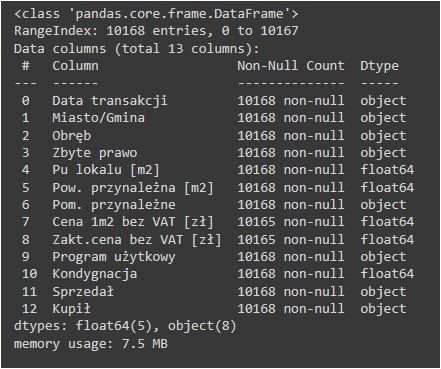 <class 'pandas.core.frame.DataFrame'>
RangeIndex: 10168 entries, 0 to 10167
Data columns (total 13 columns):
 #   Column                  Non-Null Count  Dtype
---  ------                  --------------  -----
 0   Data transakcji         10168 non-null  object
 1   Miasto/Gmina            10168 non-null  object
 2   Obręb                   10168 non-null  object
 3   Zbyte prawo             10168 non-null  object
 4   Pu lokalu [m2]          10168 non-null  float64
 5   Pow. przynależna [m2]   10168 non-null  float64
 6   Pom. przynależne        10168 non-null  object
 7   Cena 1m2 bez VAT [zł]   10165 non-null  float64
 8   Zakt.cena bez VAT [zł]  10165 non-null  float64
 9   Program użytkowy        10168 non-null  object
 10  Kondygnacja             10168 non-null  float64
 11  Sprzedał                10168 non-null  object
 12  Kupił                   10168 non-null  object
dtypes: float64(5), object(8)
memory usage: 7.5 MB